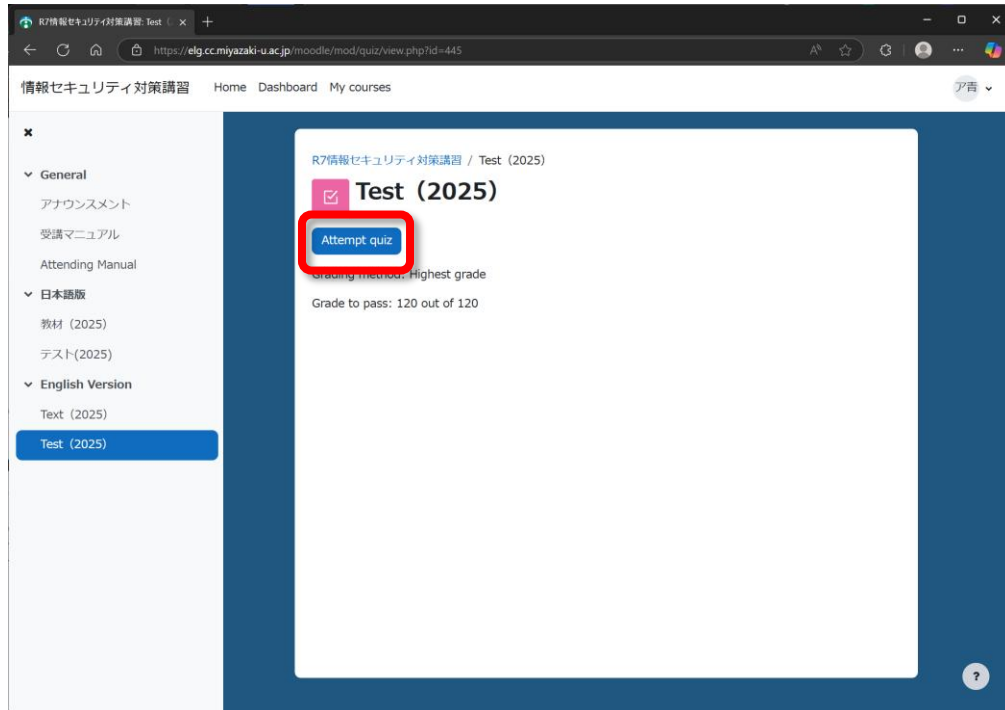 R7情報セキュリティ対策講習: Test (
https://elg.cc.miyazaki-u.ac.jp/moodle/mod/quiz/view.php?id=445
情報セキュリティ対策講習 Home Dashboard My courses ア青
General
アナウンスメント
受講マニュアル
Attending Manual
日本語版
教材（2025）
テスト(2025)
English Version
Text（2025）
Test（2025）
R7情報セキュリティ対策講習 / Test（2025）
Test（2025）
Attempt quiz
Grading method: Highest grade
Grade to pass: 120 out of 120
?